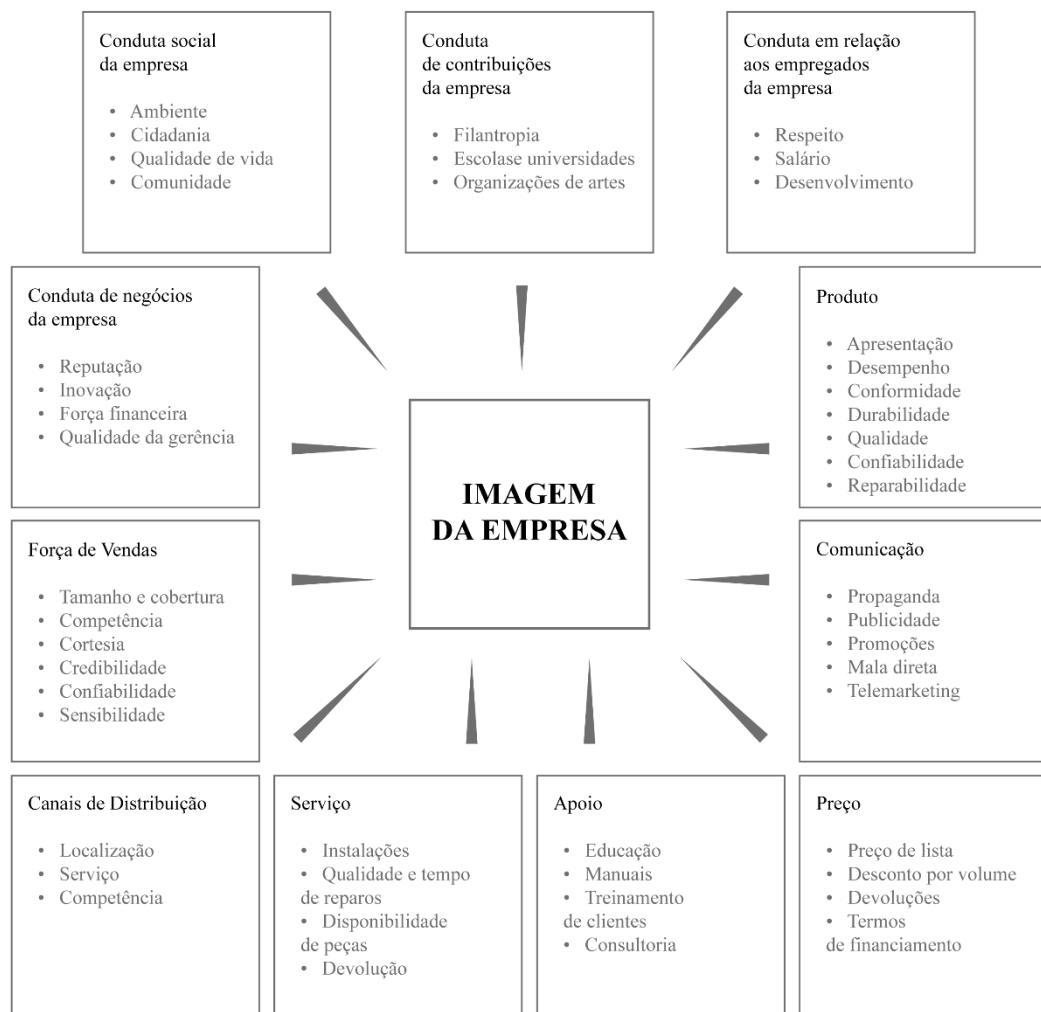 Conduta social
da empresa
• Ambiente
• Cidadania
• Qualidade de vida
• Comunidade
Conduta
de contribuições
da empresa
• Filantropia
• Escolase universidades
• Organizações de artes
Conduta em relação
aos empregados
da empresa
• Respeito
• Salário
• Desenvolvimento
Conduta de negócios
da empresa
• Reputação
• Inovação
• Força financeira
• Qualidade da gerência
Produto
• Apresentação
• Desempenho
• Conformidade
• Durabilidade
• Qualidade
• Confiabilidade
• Reparabilidade
IMAGEM
DA EMPRESA
Força de Vendas
• Tamanho e cobertura
• Competência
• Cortesia
• Credibilidade
• Confiabilidade
• Sensibilidade
Comunicação
• Propaganda
• Publicidade
• Promoções
• Mala direta
• Telemarketing
Canais de Distribuição
• Localização
• Serviço
• Competência
Serviço
• Instalações
• Qualidade e tempo
de reparos
• Disponibilidade
de peças
• Devolução
Apoio
• Educação
• Manuais
• Treinamento
de clientes
• Consultoria
Preço
• Preço de lista
• Desconto por volume
• Devoluções
• Termos
de financiamento